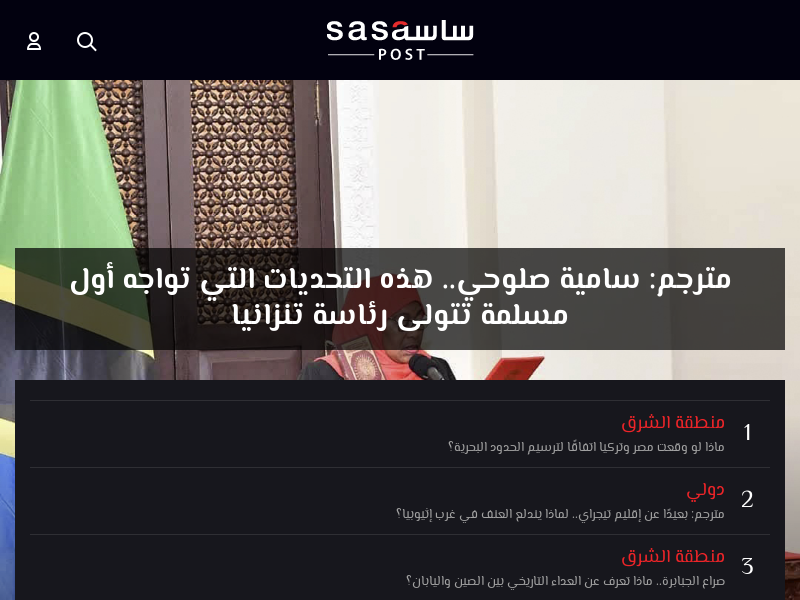 sasaساسة
POST
مترجم: سامية صلوحي.. هذه التحديات التي تواجه أول
مسلمة تتولى رئاسة تنزانيا
1
منطقة الشرق
ماذا لو وقعت مصر وتركيا اتفاقًا لترسيم الحدود البحرية؟
2
دولي
مترجم: بعيدًا عن إقليم تيجراي.. لماذا يندلع العنف في غرب إثيوبيا؟
3
منطقة الشرق
صراع الجبابرة.. ماذا تعرف عن العداء التاريخي بين الصين واليابان؟